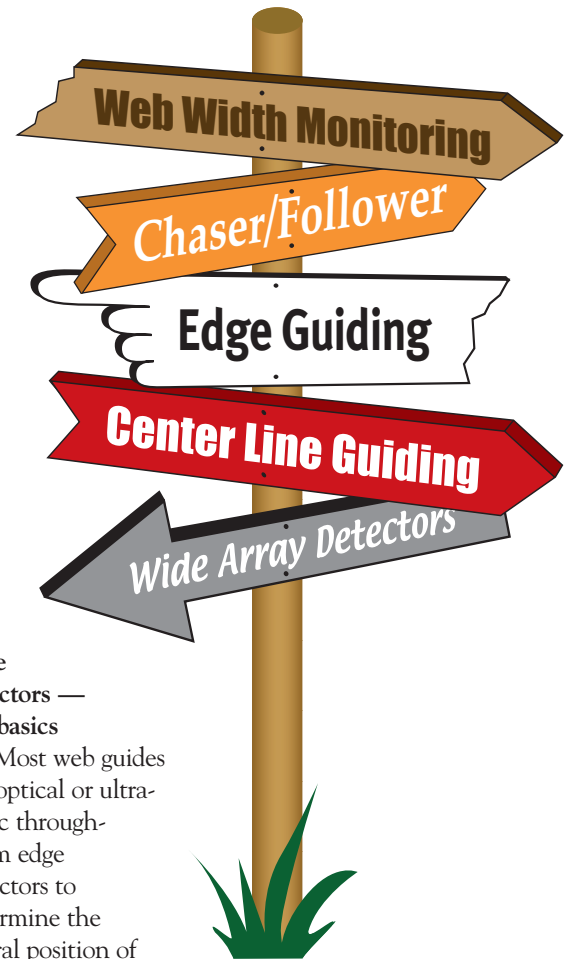 Web Width Monitoring
Chaser/Follower
Edge Guiding
Center Line Guiding
Wide Array Detectors
ctors —
basics
Most web guides
optical or ultra-
c through-
m edge
ctors to
rmine the
ral position of